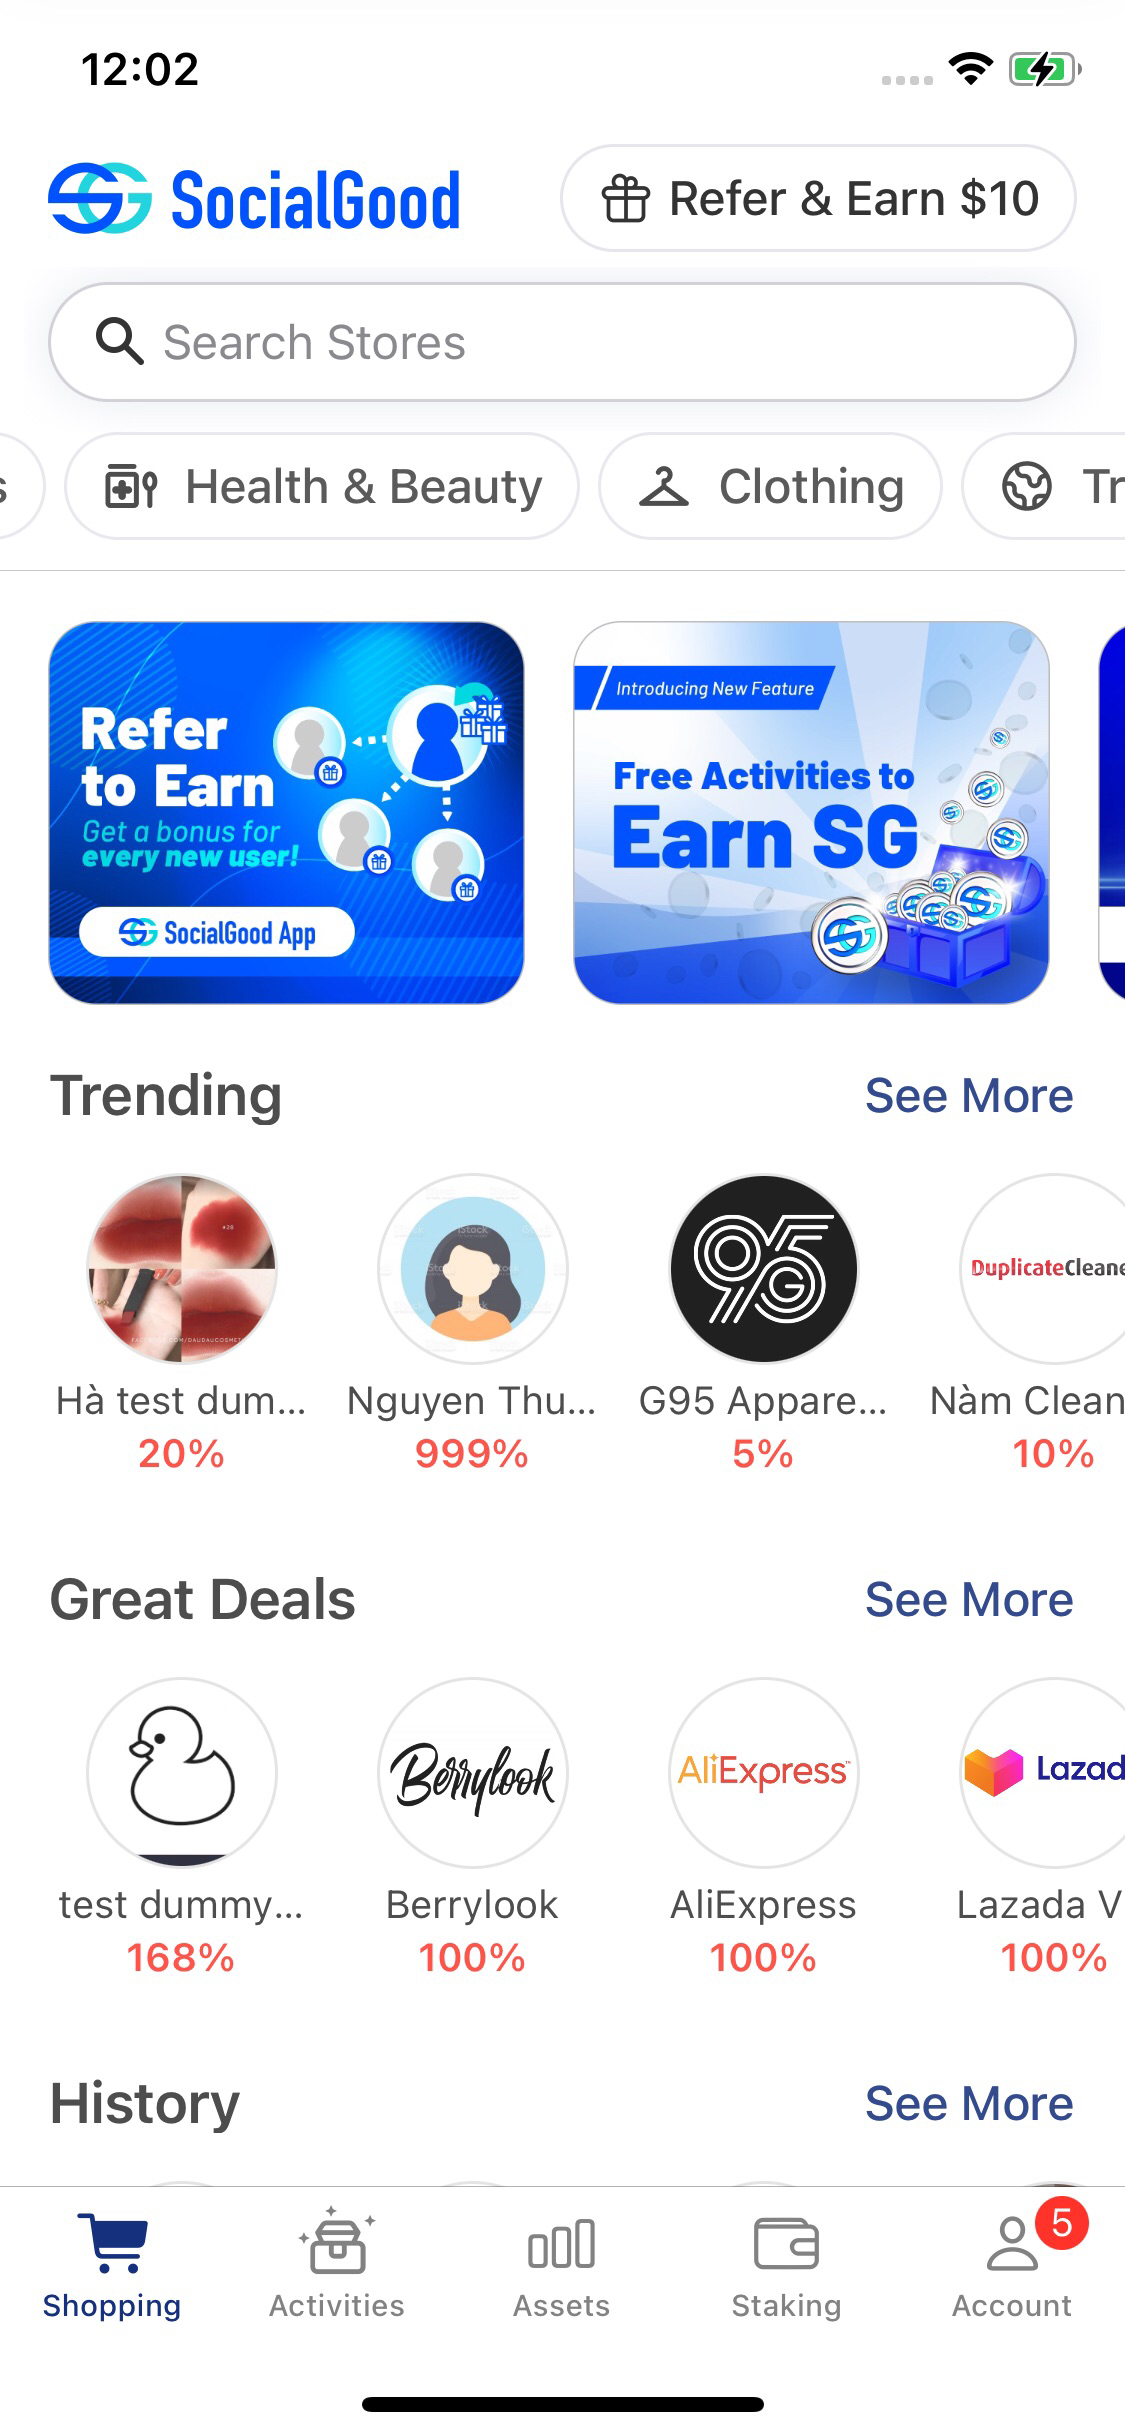 12:02
SocialGood
Refer & Earn $10
Search Stores
s
Health & Beauty
Clothing
Tr
Refer
to Earn
Get a bonus for
every new user!
SocialGood App
Introducing New Feature
Free Activities to
Earn SG
Trending
See More
DuplicateCleane
Hà test dum...
Nguyen Thu...
G95 Appare...
Nàm Clean
20%
999%
5%
10%
Great Deals
See More
Berrylook
AliExpress
Lazad
test dummy...
Berrylook
AliExpress
Lazada V
168%
100%
100%
100%
History
See More
5
Shopping
Activities
Assets
Staking
Account